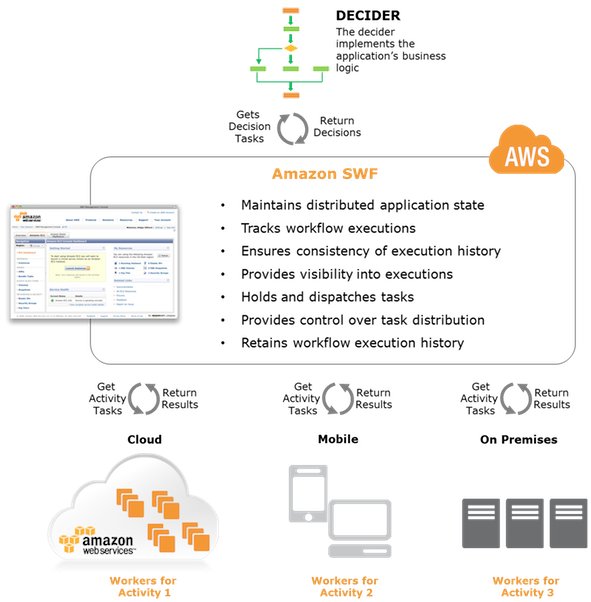 DECIDER
The decider
implements the
application's business
logic
Gets
Decision
Tasks
Return
Decisions
AWS
Amazon SWF
• Maintains distributed application state
• Tracks workflow executions
• Ensures consistency of execution history
• Provides visibility into executions
• Holds and dispatches tasks
• Provides control over task distribution
• Retains workflow execution history
amazon
webservices
Get
Activity
Tasks
Return
Results
Get
Activity
Tasks
Return
Results
Get
Activity
Tasks
Return
Results
Cloud
Mobile
On Premises
amazon
webservices™
Workers for
Activity 1
Workers for
Activity 2
Workers for
Activity 3